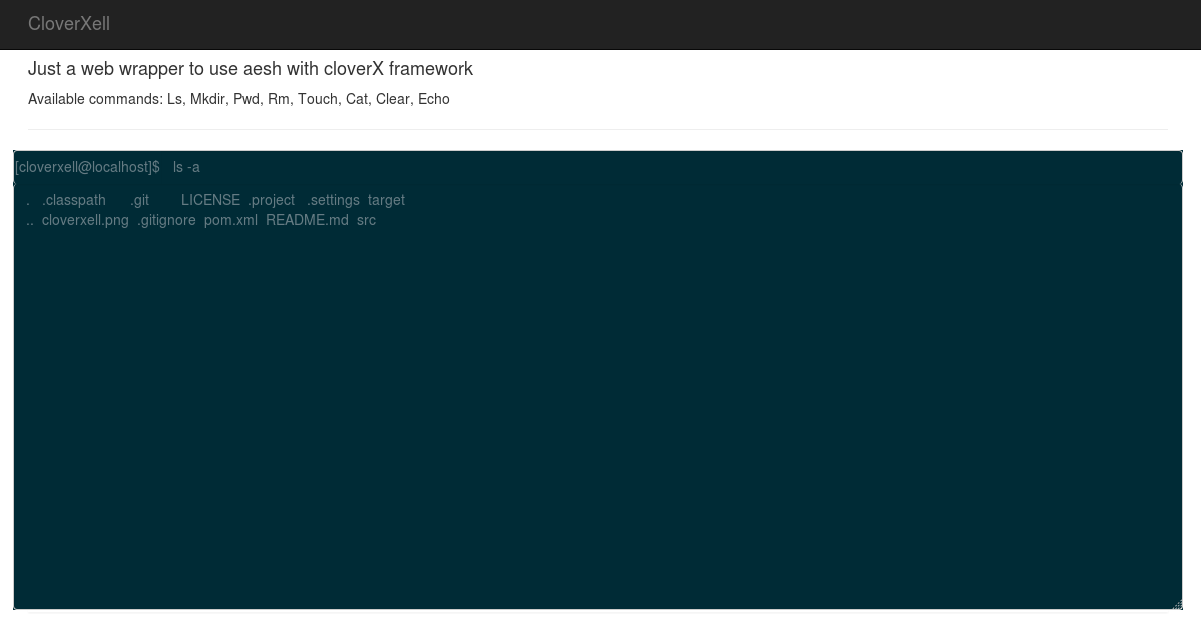 CloverXell
Just a web wrapper to use aesh with cloverX framework
Available commands: Ls, Mkdir, Pwd, Rm, Touch, Cat, Clear, Echo
[cloverxell@localhost]$ ls -a
. .classpath .git LICENSE .project .settings target
.. cloverxell.png .gitignore pom.xml README.md src